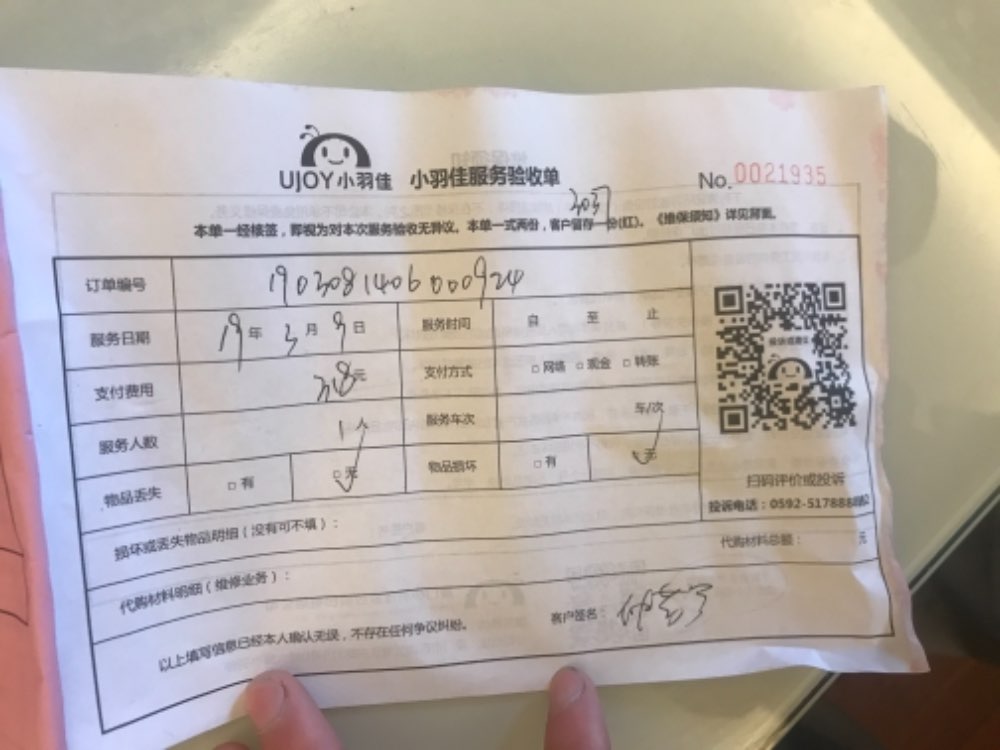 UJOY小羽佳 小羽佳服务验收单 No. 0021935
3037
本单一经核签，即视为对本次服务验收无异议。本单一式两份，客户留存一份(红)。《维保须知》详见背面。
订单编号 1903081406000924
服务日期 19年 3月 9日 服务时间 自 至 止
支付费用 元 支付方式 □网络 □现金 □转账
服务人数 1人 服务车次 车/次
物品丢失 □有 □无 物品损坏 □有 无
扫码评价或投诉
投诉电话：0592-5178888
损坏或丢失物品明细（没有可不填）：
代购材料明细（维修业务）： 代购材料总额： 元
以上填写信息已经本人确认无误，不存在任何争议纠纷。 客户签名：